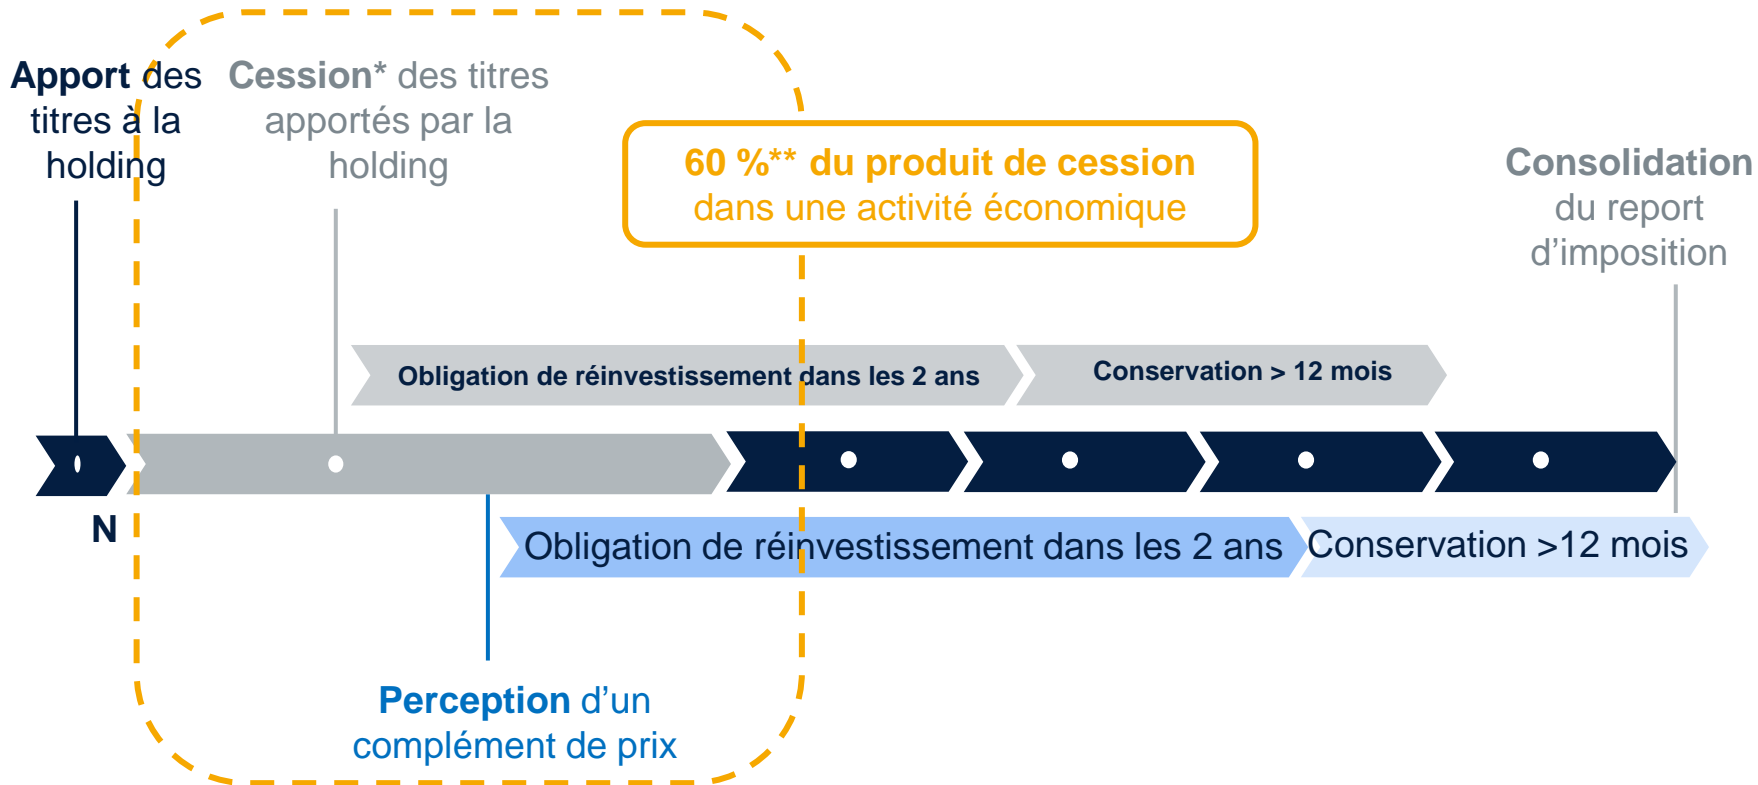 Apport des
titres à la
holding
Cession* des titres
apportés par la
holding
60 %** du produit de cession
dans une activité économique
Consolidation
du report
d’imposition
Obligation de réinvestissement dans les 2 ans
Conservation > 12 mois
N
Obligation de réinvestissement dans les 2 ans
Conservation >12 mois
Perception d’un
complément de prix